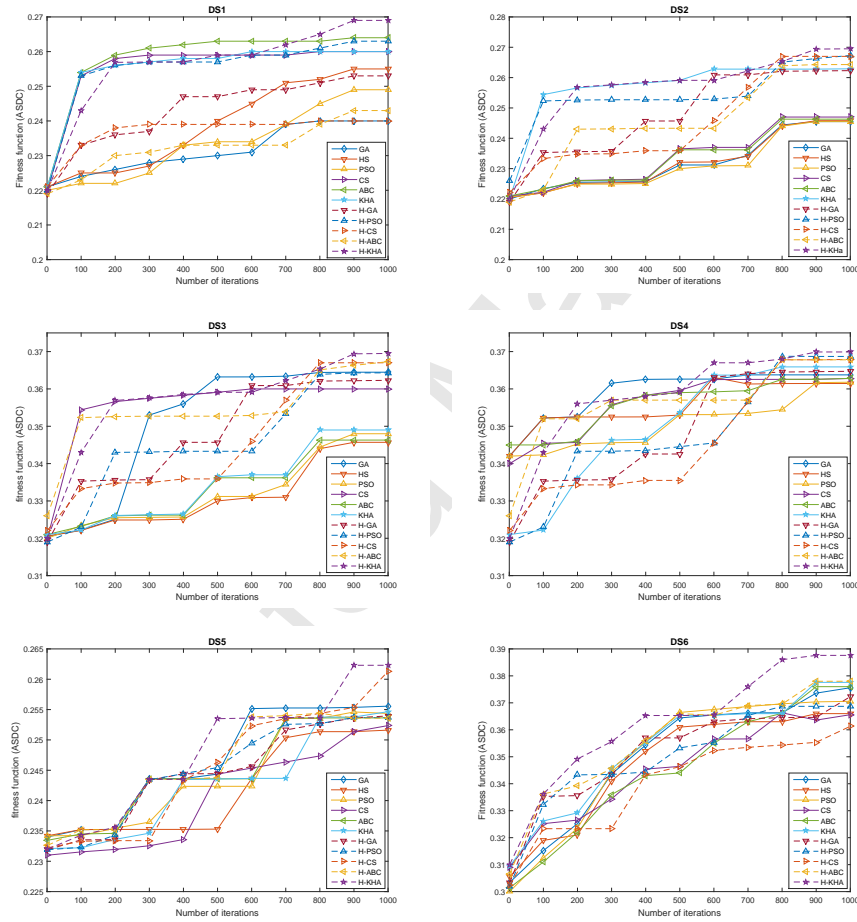 DS1
Fitness function (ASDC)
0.27
0.26
0.25
0.24
0.23
0.22
0.21
0.2
0 100 200 300 400 500 600 700 800 900 1000
Number of iterations
GA
HS
PSO
CS
ABC
KHA
H-GA
H-PSO
H-CS
H-ABC
H-KHA
DS2
Fitness function (ASDC)
0.28
0.27
0.26
0.25
0.24
0.23
0.22
0.21
0.2
0 100 200 300 400 500 600 700 800 900 1000
Number of iterations
GA
HS
PSO
CS
ABC
KHA
H-GA
H-PSO
H-CS
H-ABC
H-KHa
DS3
fitness function (ASDC)
0.37
0.36
0.35
0.34
0.33
0.32
0.31
0 100 200 300 400 500 600 700 800 900 1000
Number of iterations
GA
HS
PSO
CS
ABC
KHA
H-GA
H-PSO
H-CS
H-ABC
H-KHA
DS4
fitness function (ASDC)
0.37
0.36
0.35
0.34
0.33
0.32
0.31
0 100 200 300 400 500 600 700 800 900 1000
Number of iterations
GA
HS
PSO
CS
ABC
KHA
H-GA
H-PSO
H-CS
H-ABC
H-KHA
DS5
fitness function (ASDC)
0.265
0.26
0.255
0.25
0.245
0.24
0.235
0.23
0.225
0 100 200 300 400 500 600 700 800 900 1000
Number of iterations
GA
HS
PSO
CS
ABC
KHA
H-GA
H-PSO
H-CS
H-ABC
H-KHA
DS6
Fitness function (ASDC)
0.39
0.38
0.37
0.36
0.35
0.34
0.33
0.32
0.31
0.3
0 100 200 300 400 500 600 700 800 900 1000
Number of iterations
GA
HS
PSO
CS
ABC
KHA
H-GA
H-PSO
H-CS
H-ABC
H-KHA